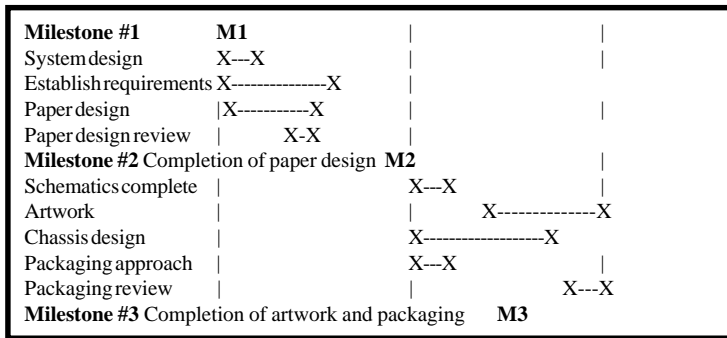 Milestone #1 M1 | |
System design X---X | |
Establish requirements X---------------X |
Paper design |X-----------X | |
Paper design review | X-X |
Milestone #2 Completion of paper design M2 |
Schematics complete | X---X |
Artwork | | X--------------X
Chassis design | X-------------------X
Packaging approach | X---X |
Packaging review | | X---X
Milestone #3 Completion of artwork and packaging M3